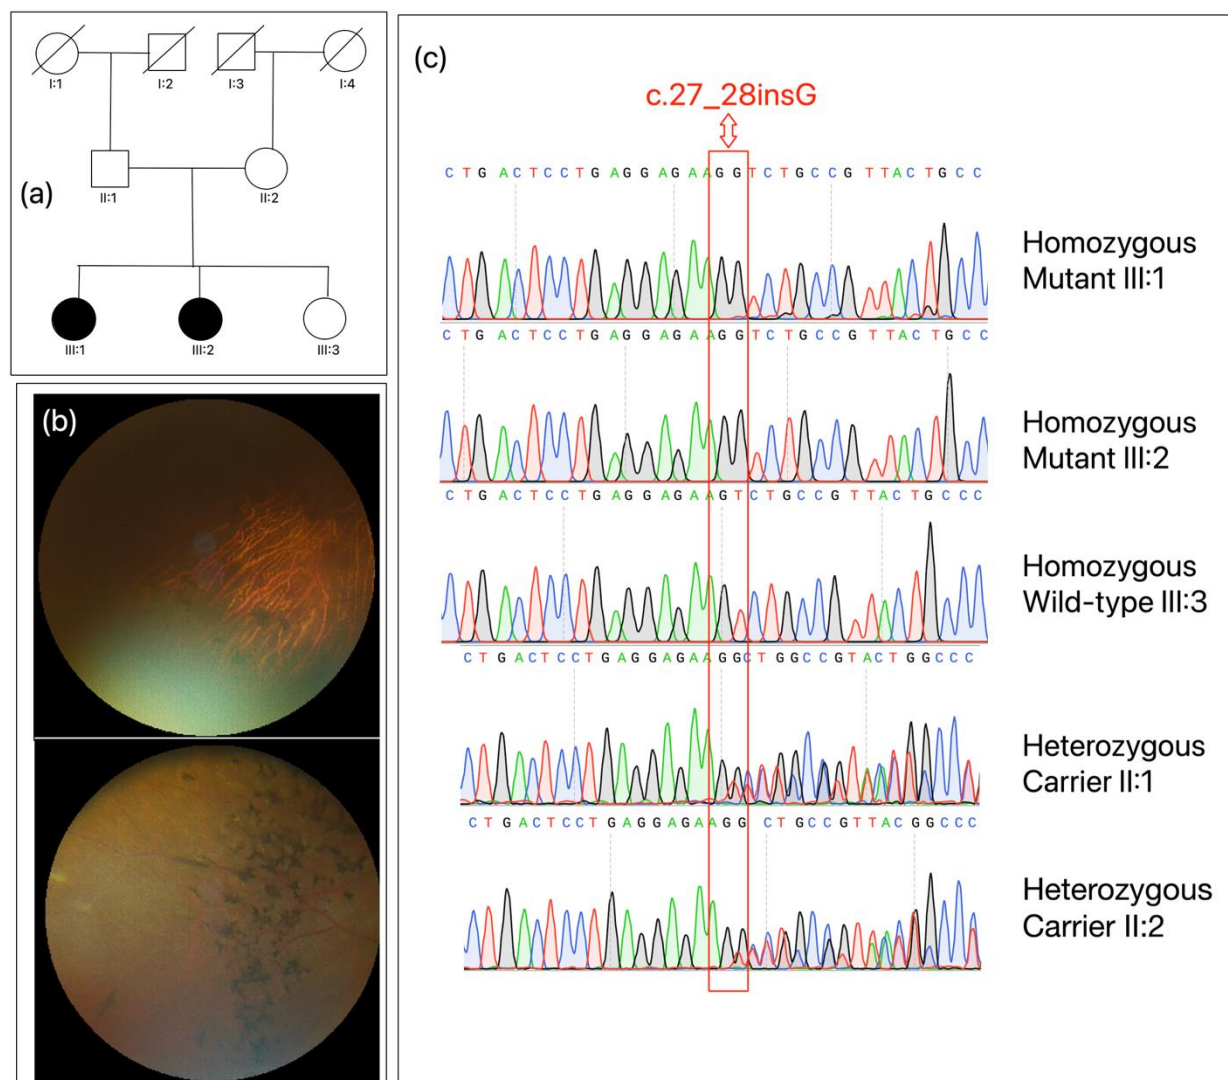 (a)
I:1
I:2
I:3
I:4
II:1
II:2
III:1
III:2
III:3
(b)
(c)
c.27_28insG
C T G A C T C C T G A G G A G A A G G T C T G C C G T T A C T G C C
Homozygous
Mutant III:1
C T G A C T C C T G A G G A G A A G G T C T G C C G T T A C T G C C
Homozygous
Mutant III:2
C T G A C T C C T G A G G A G A A G T C T G C C G T T A C T G C C C
Homozygous
Wild-type III:3
C T G A C T C C T G A G G A G A A G G C T G G C C G T A C T G G C C C
Heterozygous
Carrier II:1
C T G A C T C C T G A G G A G A A G G C T G C C G T T A C G G C C C
Heterozygous
Carrier II:2